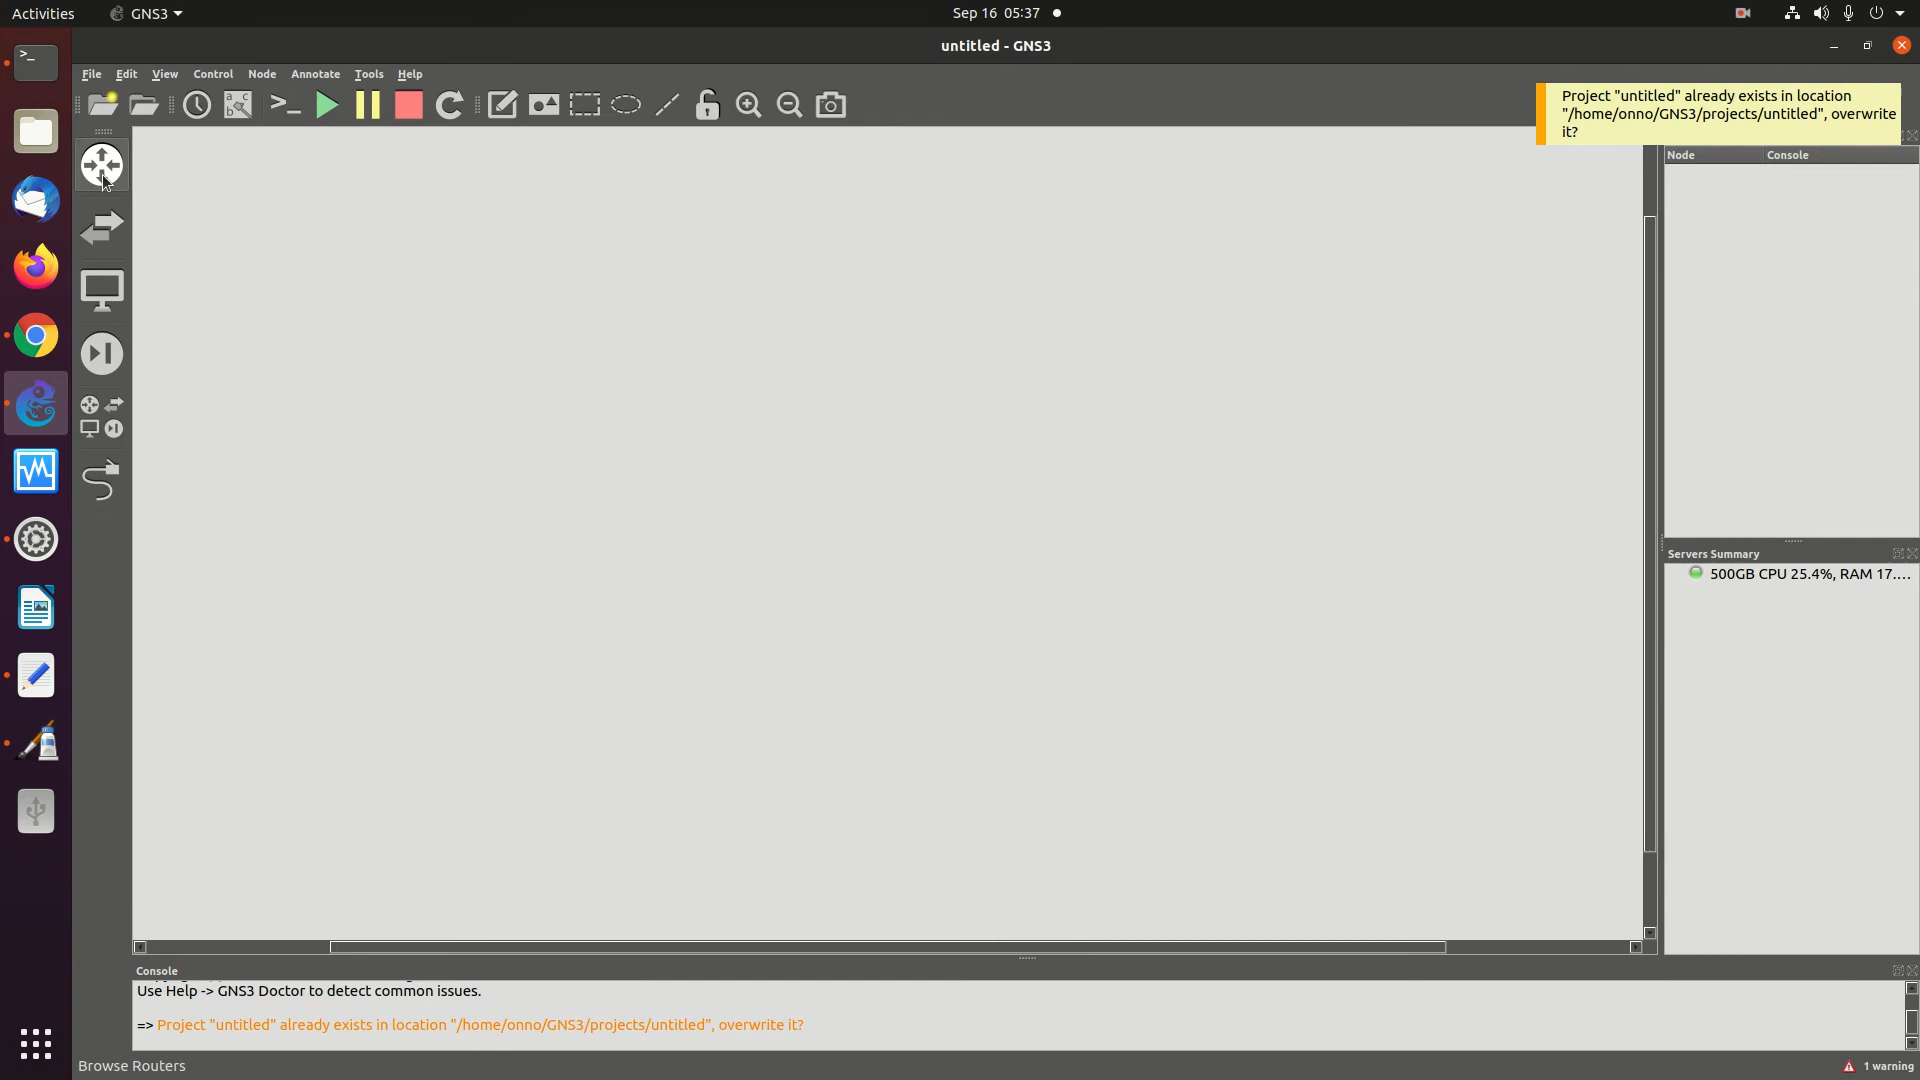 Activities
GNS3
Sep 16 05:37
untitled - GNS3
File Edit View Control Node Annotate Tools Help
Project "untitled" already exists in location
"/home/onno/GNS3/projects/untitled", overwrite
it?
Node Console
Servers Summary
500GB CPU 25.4%, RAM 17....
Console
Use Help -> GNS3 Doctor to detect common issues.
=> Project "untitled" already exists in location "/home/onno/GNS3/projects/untitled", overwrite it?
Browse Routers
1 warning